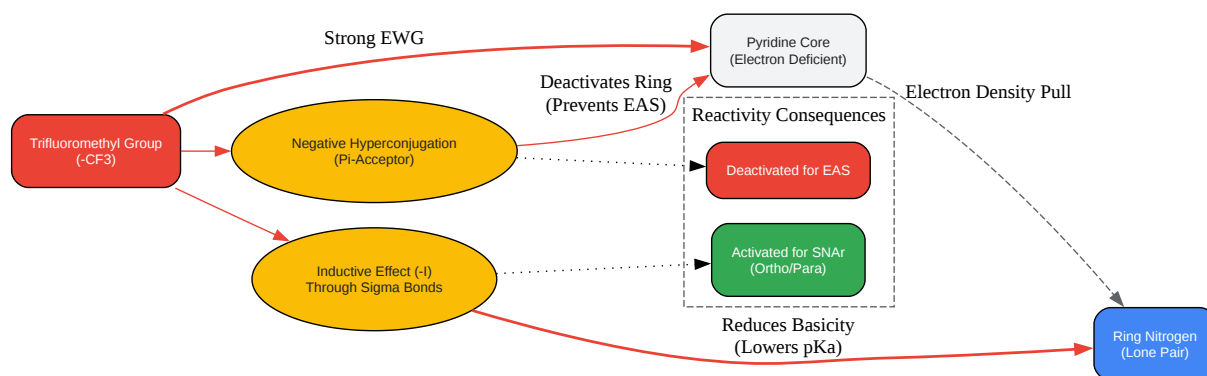 Strong EWG
Pyridine Core
(Electron Deficient)
Deactivates Ring
(Prevents EAS)
Electron Density Pull
Reactivity Consequences
Trifluoromethyl Group
(-CF3)
Negative Hyperconjugation
(Pi-Acceptor)
Deactivated for EAS
Activated for SNAr
(Ortho/Para)
Inductive Effect (-I)
Through Sigma Bonds
Reduces Basicity
(Lowers pKa)
Ring Nitrogen
(Lone Pair)